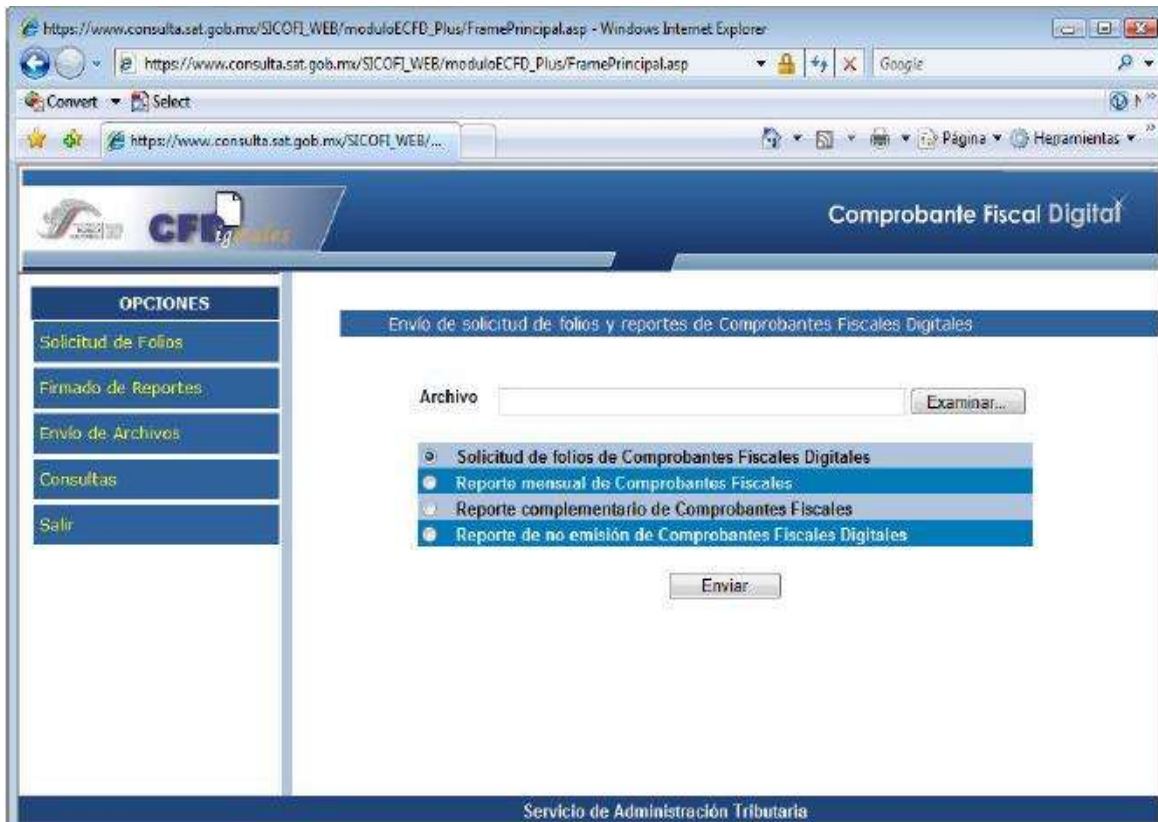 https://www.consulta.sat.gob.mx/SICOFI_WEB/moduloECFD_Plus/FramePrincipal.asp - Windows Internet Explorer
https://www.consulta.sat.gob.mx/SICOFI_WEB/moduloECFD_Plus/FramePrincipal.asp
Google
Convert Select
https://www.consulta.sat.gob.mx/SICOFI_WEB/...
Página Herramientas
CFDigitales
Comprobante Fiscal Digital
OPCIONES
Solicitud de Folios
Firmado de Reportes
Envío de Archivos
Consultas
Salir
Envío de solicitud de folios y reportes de Comprobantes Fiscales Digitales
Archivo
Examinar...
Solicitud de folios de Comprobantes Fiscales Digitales
Reporte mensual de Comprobantes Fiscales
Reporte complementario de Comprobantes Fiscales
Reporte de no emisión de Comprobantes Fiscales Digitales
Enviar
Servicio de Administración Tributaria